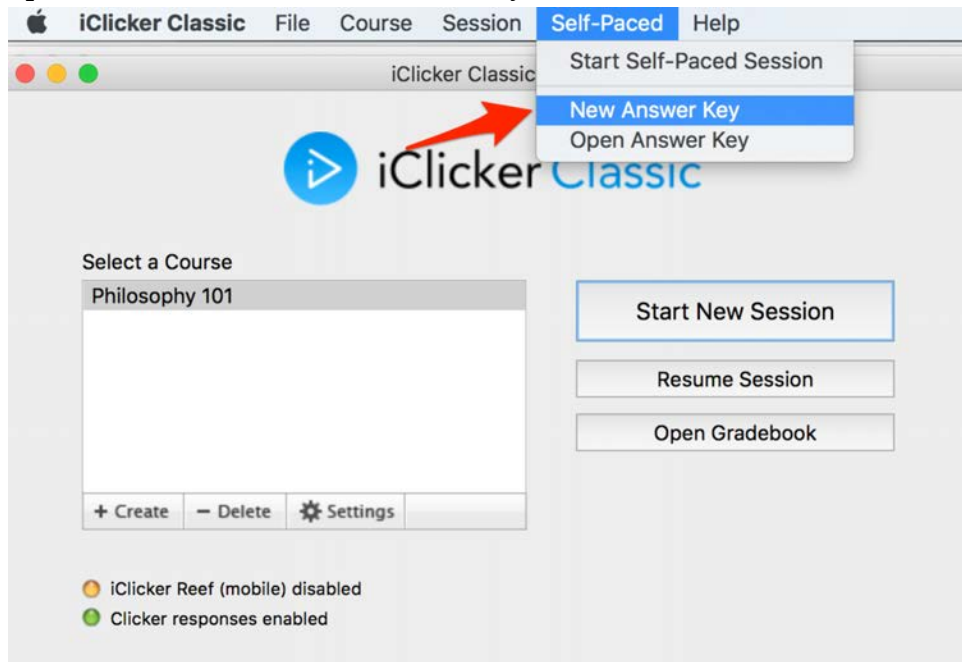 iClicker Classic File Course Session Self-Paced Help
iClicker Classic
Start Self-Paced Session
New Answer Key
Open Answer Key
iClicker Classic
Select a Course
Philosophy 101
Start New Session
Resume Session
Open Gradebook
+ Create − Delete Settings
iClicker Reef (mobile) disabled
Clicker responses enabled